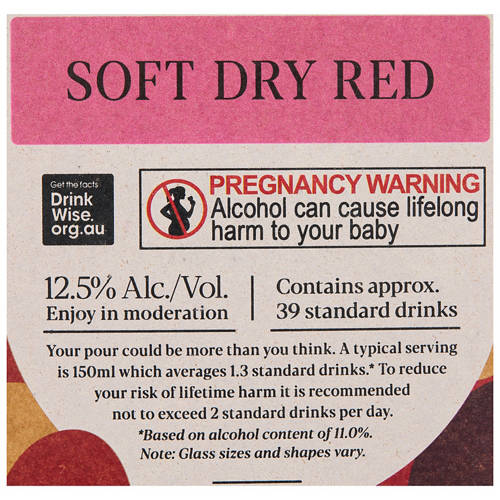 SOFT DRY RED
Get the facts
Drink
Wise.
org.au
PREGNANCY WARNING
Alcohol can cause lifelong
harm to your baby
12.5% Alc./Vol.
Enjoy in moderation
Contains approx.
39 standard drinks
Your pour could be more than you think. A typical serving
is 150ml which averages 1.3 standard drinks.* To reduce
your risk of lifetime harm it is recommended
not to exceed 2 standard drinks per day.
*Based on alcohol content of 11.0%.
Note: Glass sizes and shapes vary.